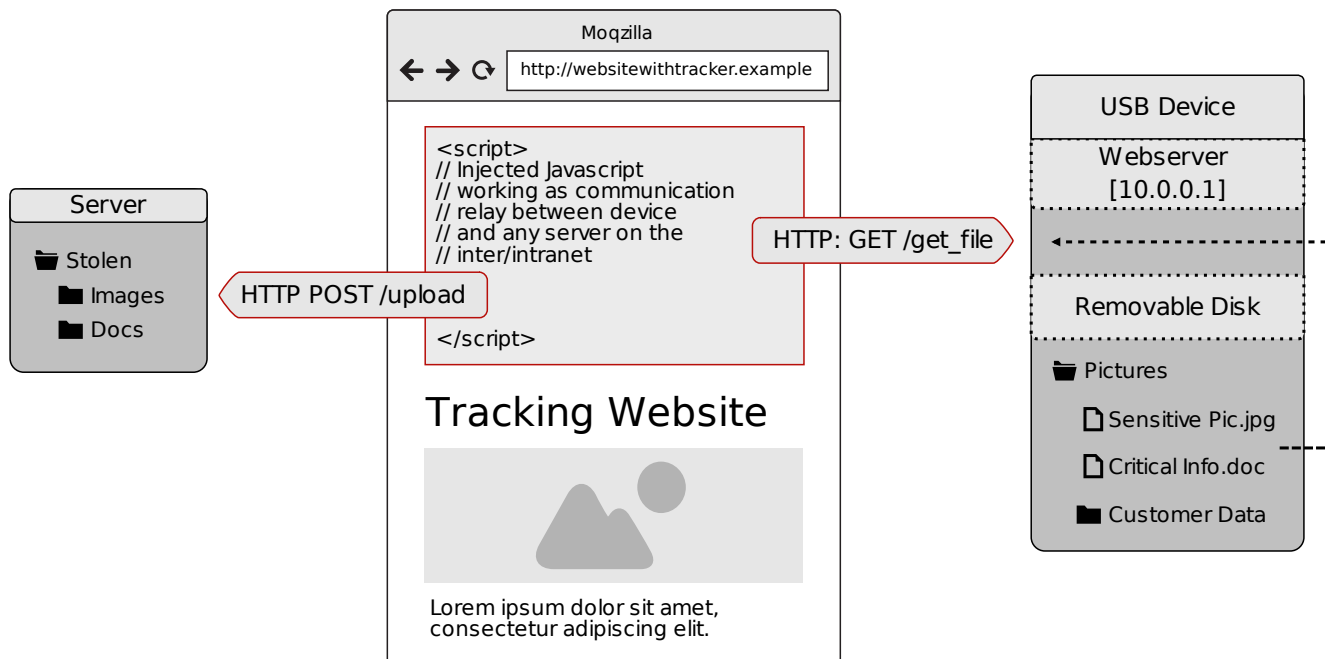 Moqzilla
http://websitewithtracker.example
<script>
// Injected Javascript
// working as communication
// relay between device
// and any server on the
// inter/intranet
</script>
Server
Stolen
Images
Docs
HTTP POST /upload
HTTP: GET /get_file
Tracking Website
Lorem ipsum dolor sit amet,
consectetur adipiscing elit.
USB Device
Webserver
[10.0.0.1]
Removable Disk
Pictures
Sensitive Pic.jpg
Critical Info.doc
Customer Data